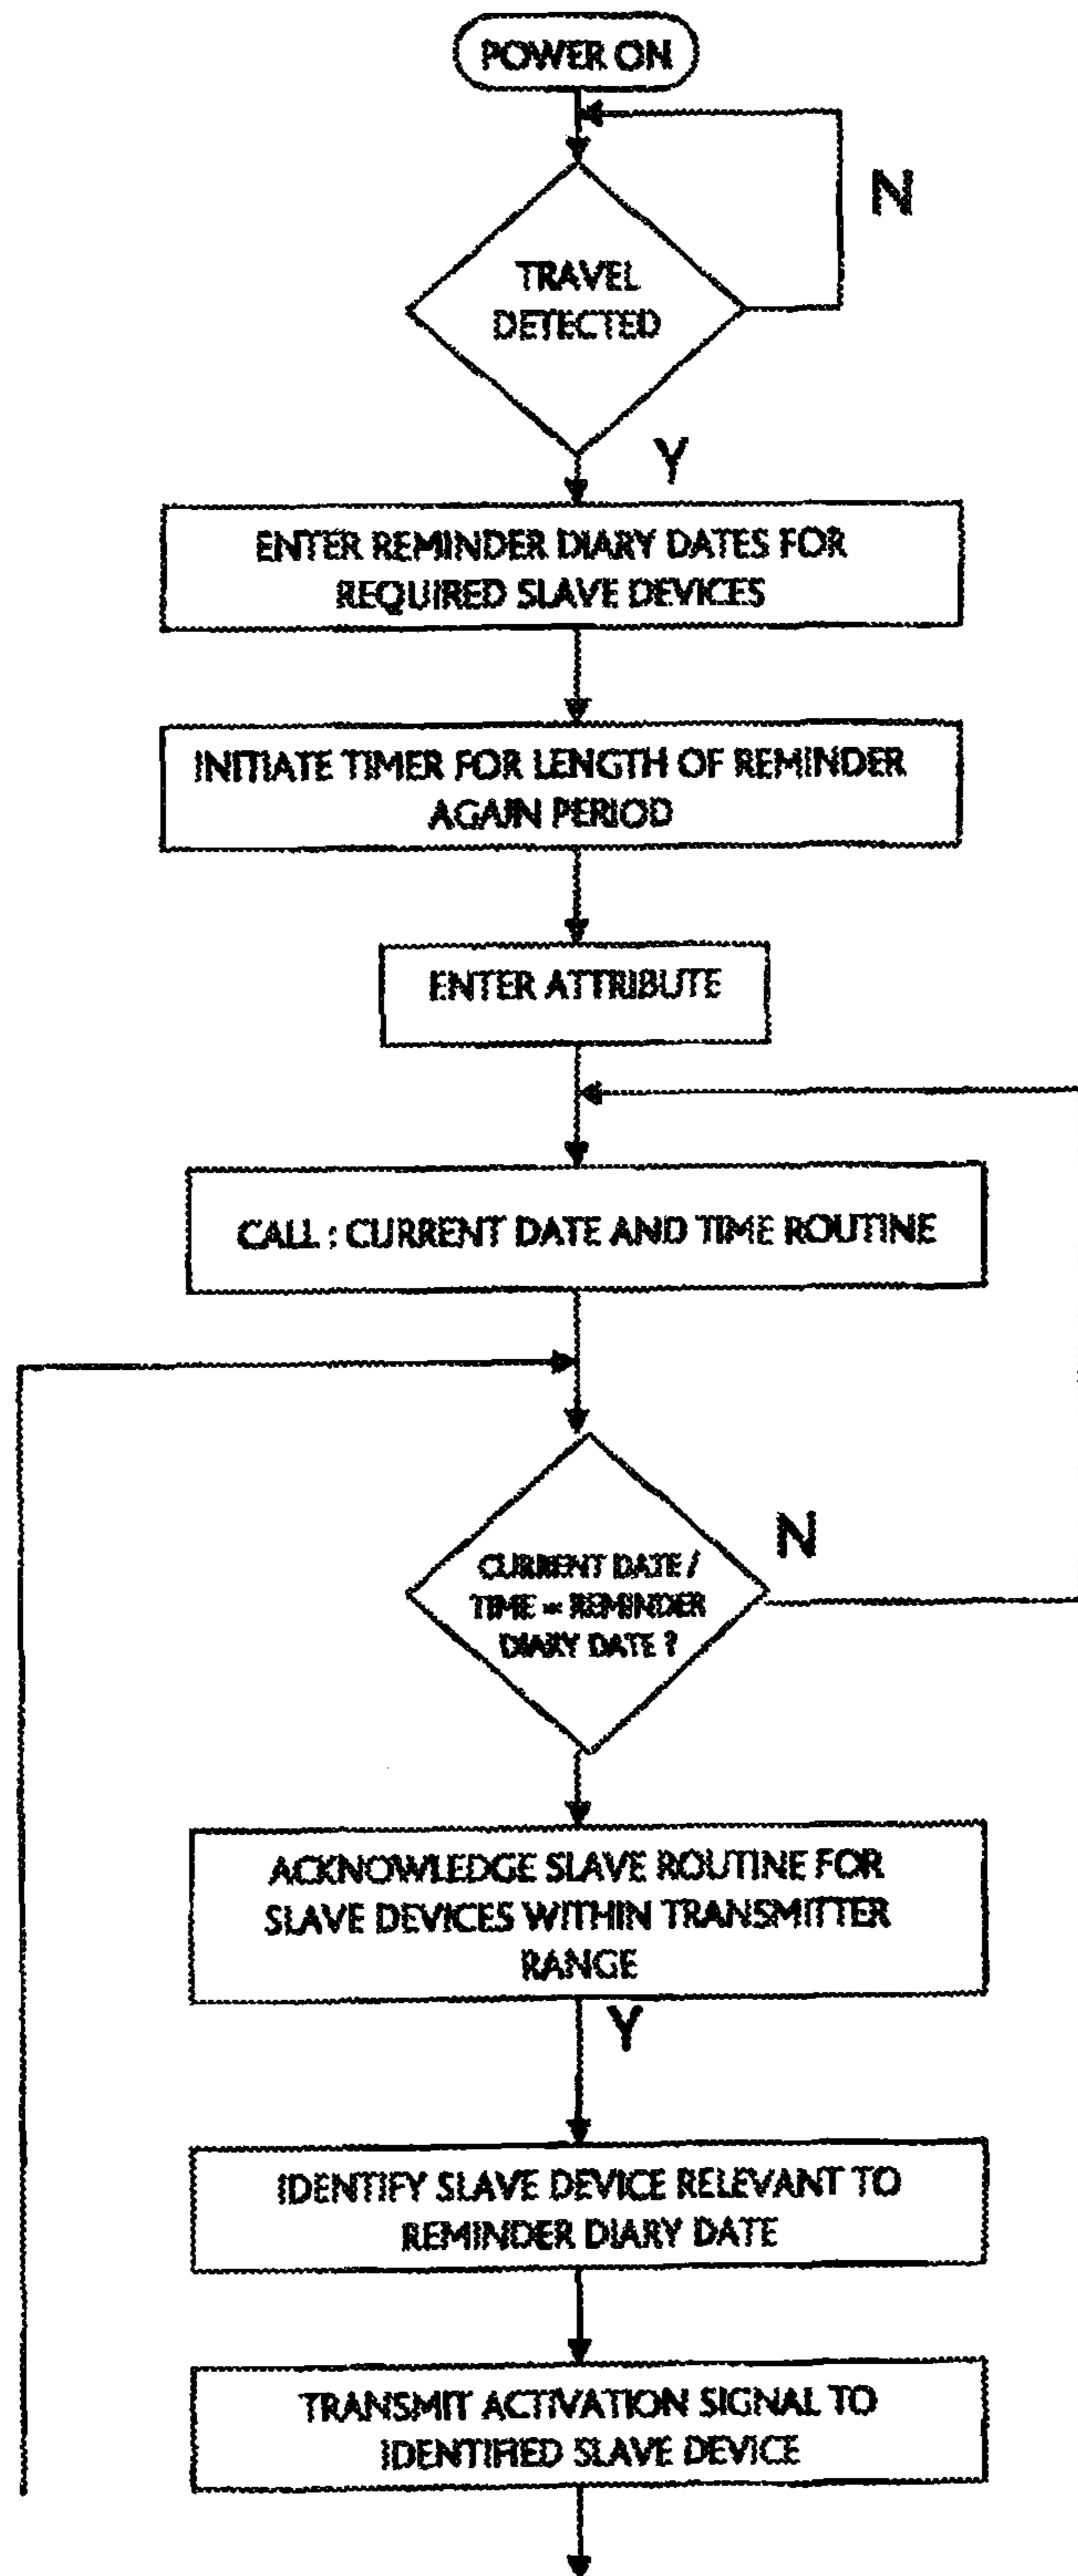 POWER ON
N
TRAVEL
DETECTED
Y
ENTER REMINDER DIARY DATES FOR
REQUIRED SLAVE DEVICES
INITIATE TIMER FOR LENGTH OF REMINDER
AGAIN PERIOD
ENTER ATTRIBUTE
CALL : CURRENT DATE AND TIME ROUTINE
N
CURRENT DATE /
TIME = REMINDER
DIARY DATE ?
ACKNOWLEDGE SLAVE ROUTINE FOR
SLAVE DEVICES WITHIN TRANSMITTER
RANGE
Y
IDENTIFY SLAVE DEVICE RELEVANT TO
REMINDER DIARY DATE
TRANSMIT ACTIVATION SIGNAL TO
IDENTIFIED SLAVE DEVICE